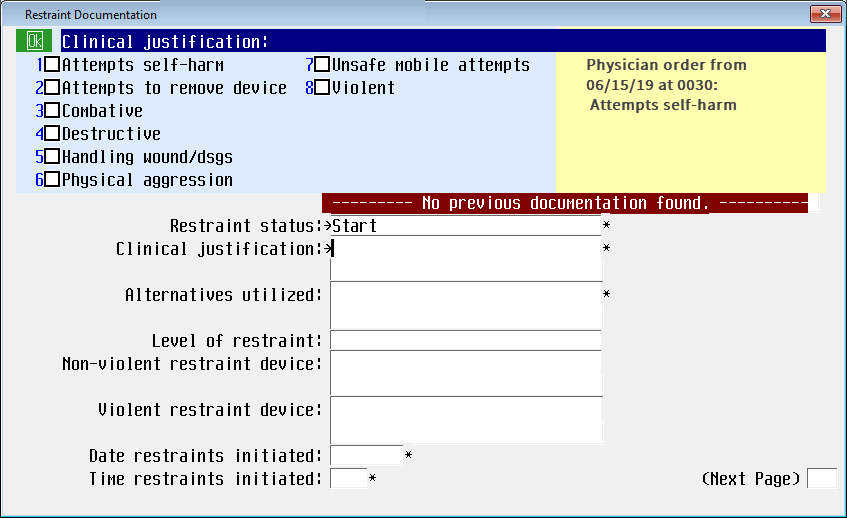 Restraint Documentation
Ok Clinical justification:
1 Attempts self-harm 7 Unsafe mobile attempts
2 Attempts to remove device 8 Violent
3 Combative
4 Destructive
5 Handling wound/dsgs
6 Physical aggression
Physician order from
06/15/19 at 0030:
Attempts self-harm
--------- No previous documentation found. ----------
Restraint status:→Start *
Clinical justification:→ *
Alternatives utilized: *
Level of restraint:
Non-violent restraint device:
Violent restraint device:
Date restraints initiated: *
Time restraints initiated: * (Next Page)